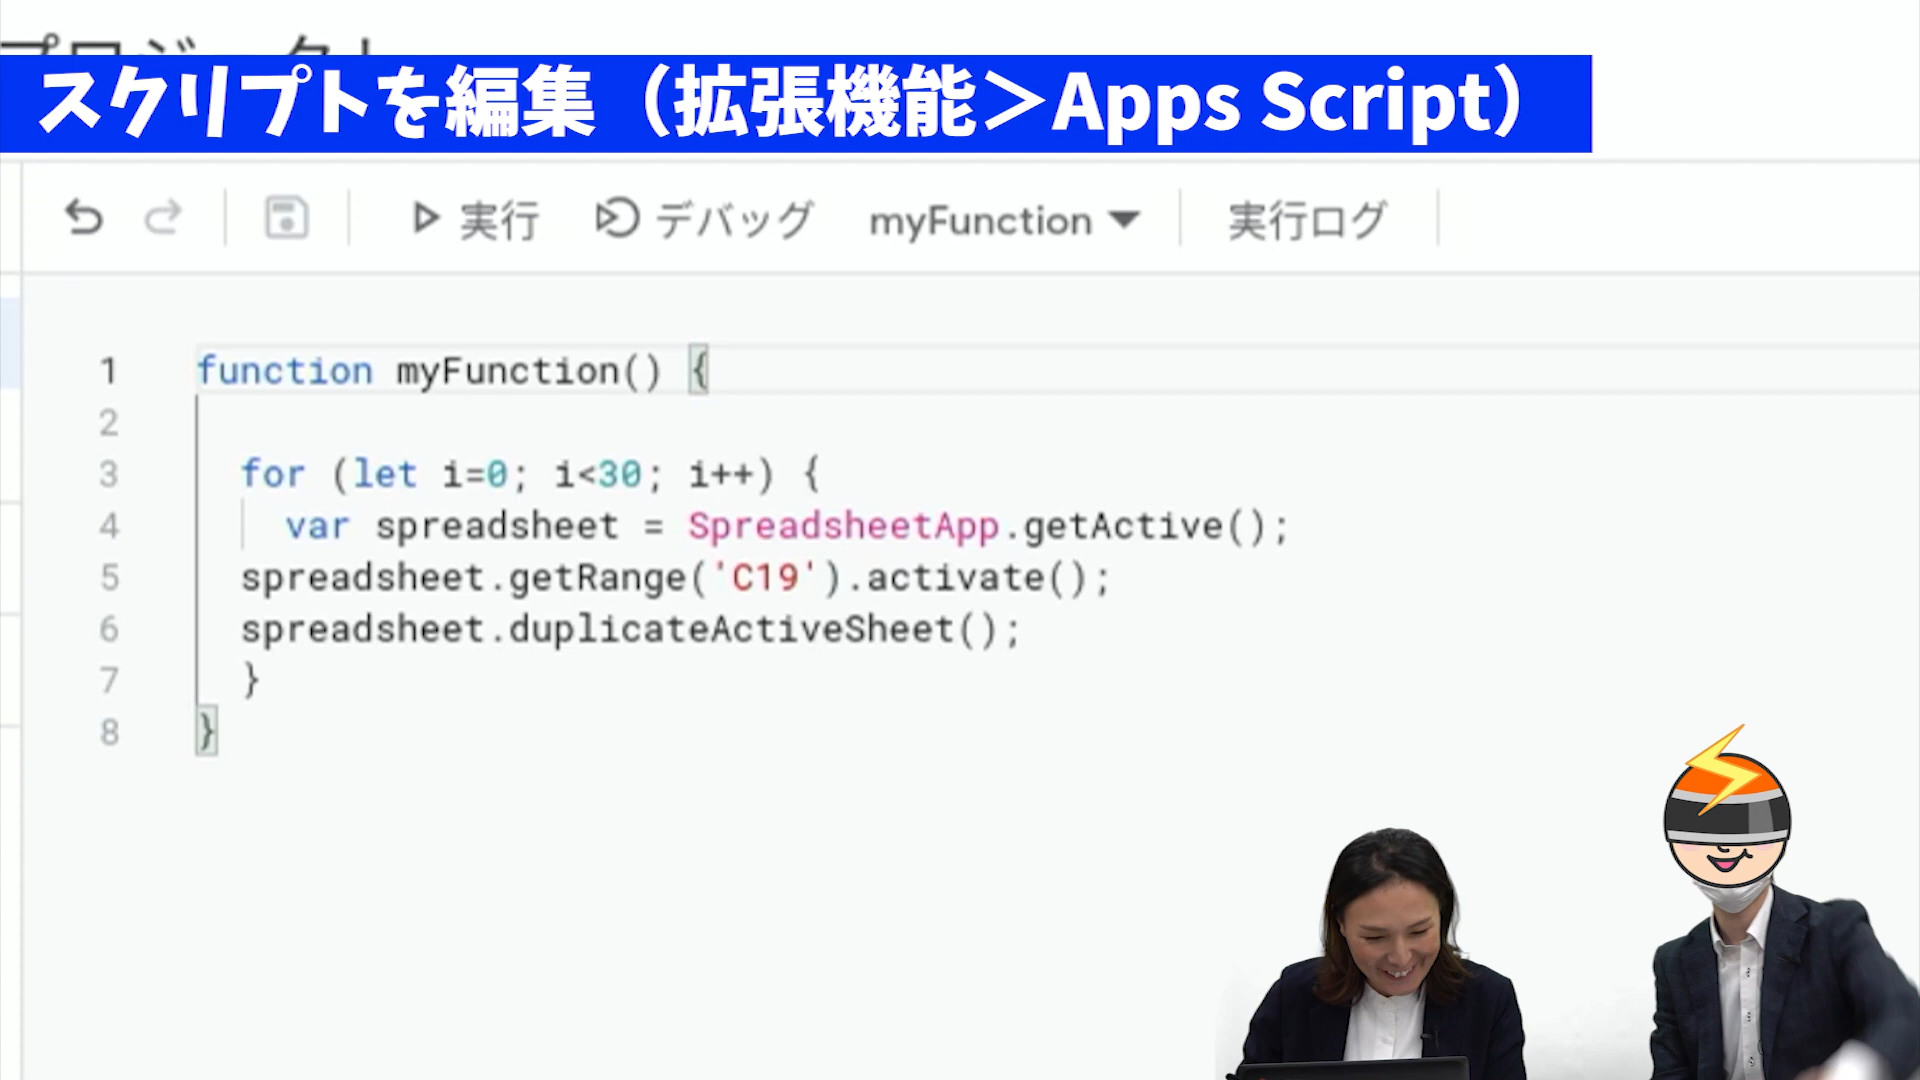 スクリプトを編集（拡張機能＞Apps Script）
実行 デバッグ myFunction 実行ログ
1 function myFunction() {
2
3 for (let i=0; i<30; i++) {
4 var spreadsheet = SpreadsheetApp.getActive();
5 spreadsheet.getRange('C19').activate();
6 spreadsheet.duplicateActiveSheet();
7 }
8 }